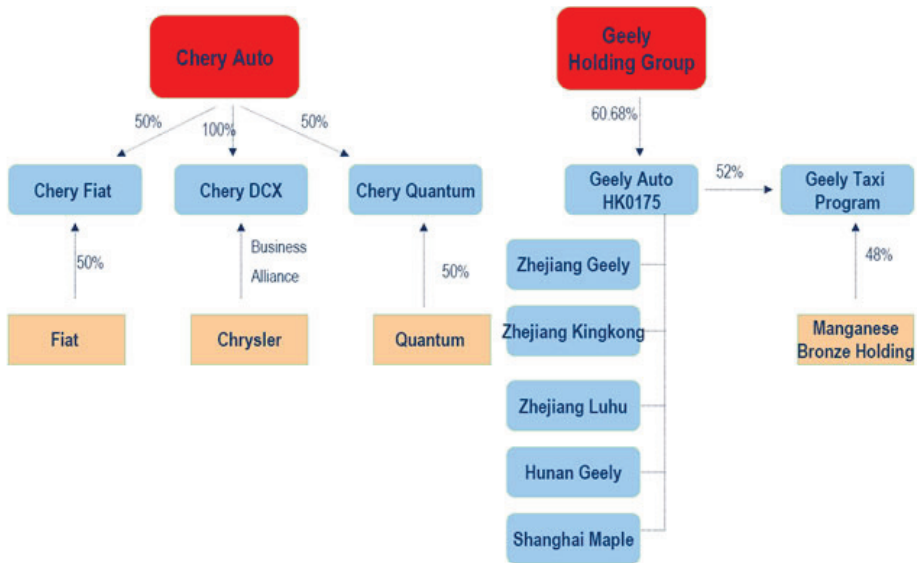 Chery Auto
50%
100%
50%
Chery Fiat
Chery DCX
Chery Quantum
50%
Business
Alliance
50%
Fiat
Chrysler
Quantum
Geely
Holding Group
60.68%
Geely Auto
HK0175
52%
Geely Taxi
Program
Zhejiang Geely
48%
Zhejiang Kingkong
Manganese
Bronze Holding
Zhejiang Luhu
Hunan Geely
Shanghai Maple